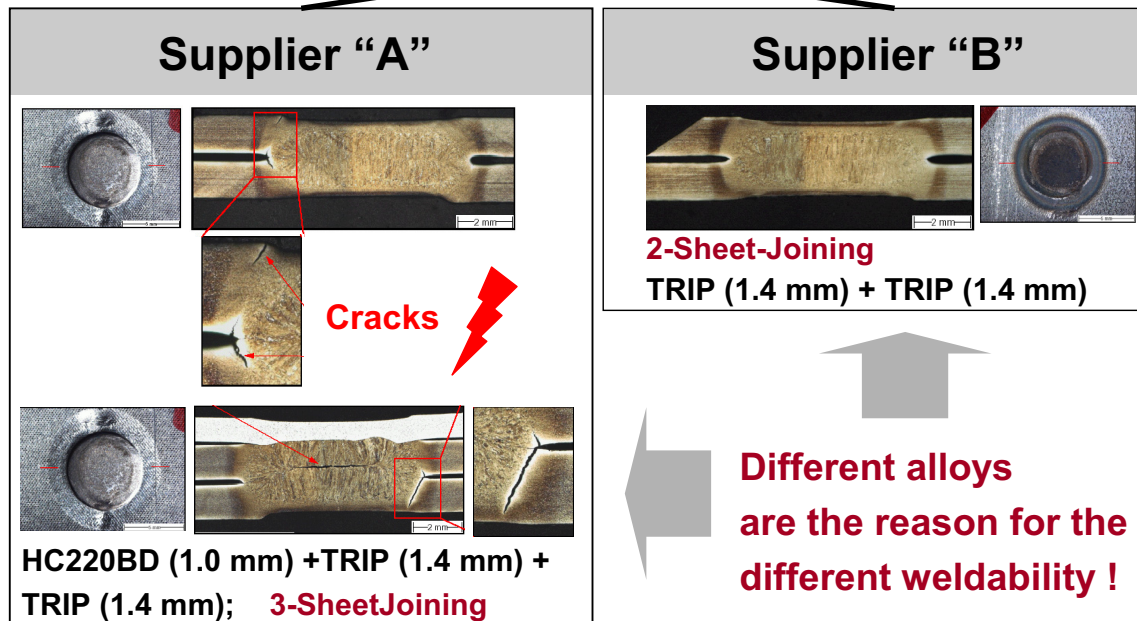 Supplier “A”
Supplier “B”
2 mm
2 mm
2-Sheet-Joining
TRIP (1.4 mm) + TRIP (1.4 mm)
Cracks
2 mm
HC220BD (1.0 mm) +TRIP (1.4 mm) +
TRIP (1.4 mm); 3-SheetJoining
Different alloys
are the reason for the
different weldability !